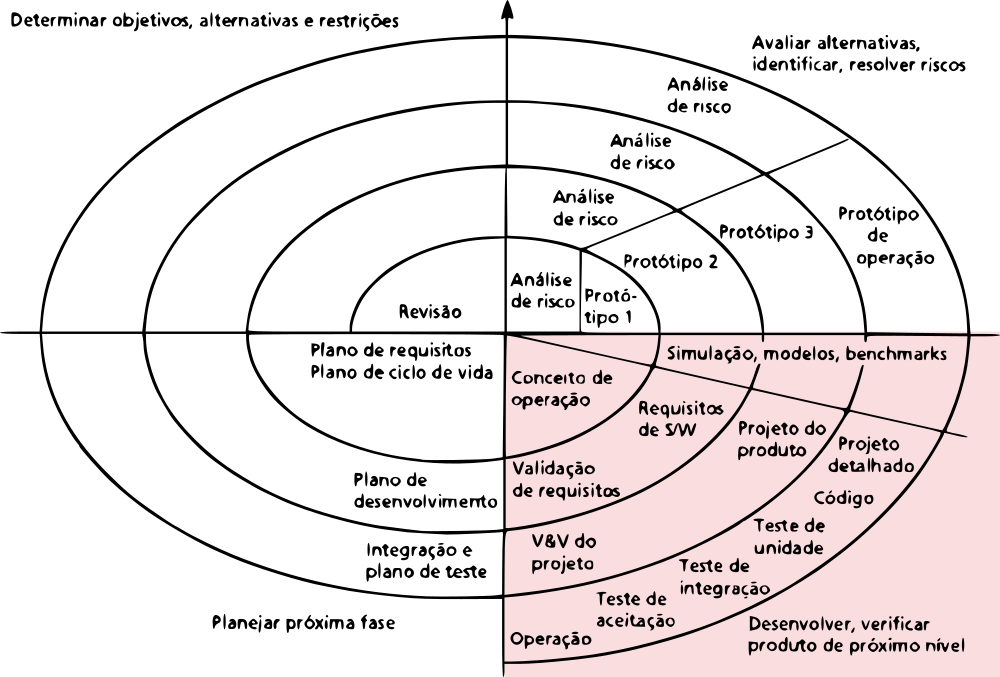 Determinar objetivos, alternativas e restrições
Avaliar alternativas,
identificar, resolver riscos
Análise
de risco
Análise
de risco
Análise
de risco
Protótipo
de
operação
Protótipo 3
Protótipo 2
Análise
de risco
Protó-
tipo 1
Revisão
Plano de requisitos
Plano de ciclo de vida
Simulação, modelos, benchmarks
Conceito de
operação
Requisitos
de S/W
Projeto do
produto
Projeto
detalhado
Plano de
desenvolvimento
Validação
de requisitos
Código
Teste de
unidade
Integração e
plano de teste
V&V do
projeto
Teste de
integração
Teste de
aceitação
Operação
Planejar próxima fase
Desenvolver, verificar
produto de próximo nível